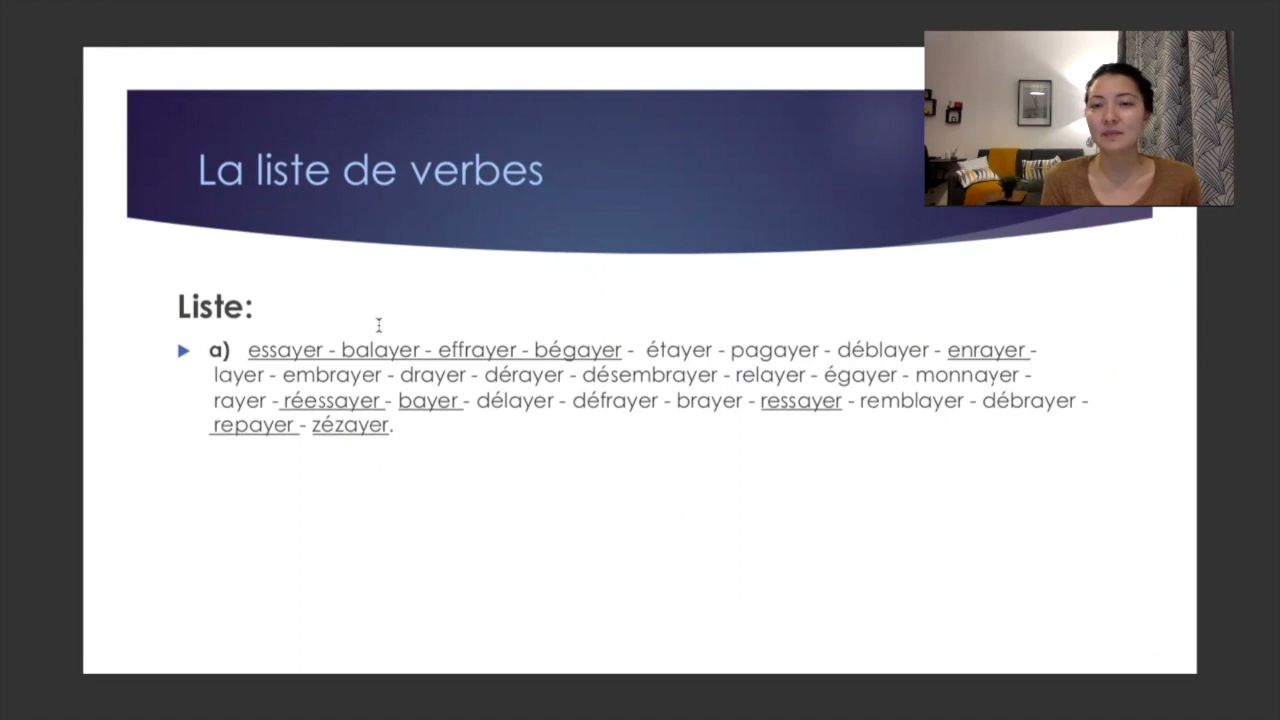 La liste de verbes
Liste:
a) essayer - balayer - effrayer - bégayer - étayer - pagayer - déblayer - enrayer -
layer - embrayer - drayer - dérayer - désembrayer - relayer - égayer - monnayer -
rayer - réessayer - bayer - délayer - défrayer - brayer - ressayer - remblayer - débrayer -
repayer - zézayer.